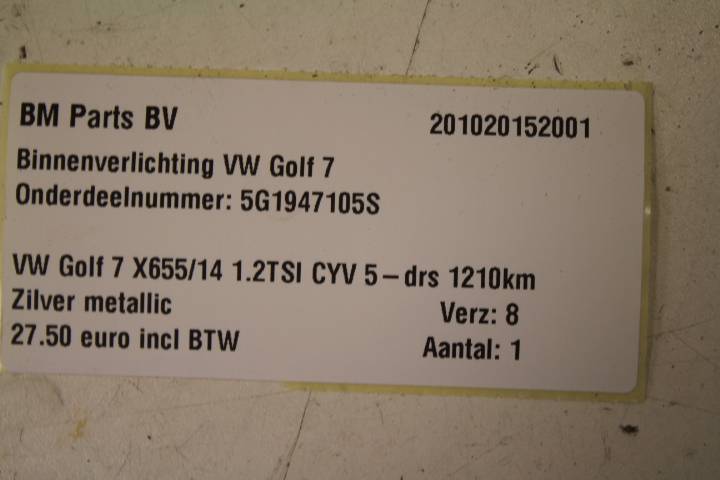 BM Parts BV 201020152001
Binnenverlichting VW Golf 7
Onderdeelnummer: 5G1947105S
VW Golf 7 X655/14 1.2TSI CYV 5-drs 1210km
Zilver metallic Verz: 8
27.50 euro incl BTW Aantal: 1